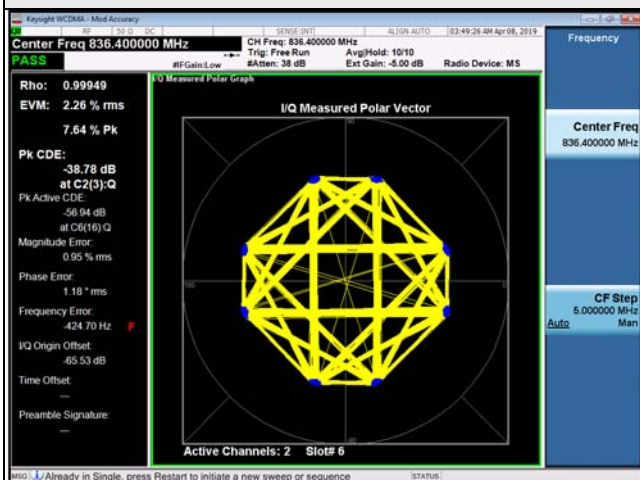 Keysight WCDMA - Mod Accuracy
RF 50 Ω DC SENSE:INT ALIGN AUTO 03:49:26 AM Apr 08, 2019
Center Freq 836.400000 MHz
CH Freq: 836.400000 MHz
Trig: Free Run Avg|Hold: 10/10
PASS
#IFGain:Low #Atten: 38 dB Ext Gain: -5.00 dB Radio Device: MS
Rho: 0.99949
EVM: 2.26 % rms
7.64 % Pk
Pk CDE:
-38.78 dB
at C2(3):Q
Pk Active CDE:
-56.94 dB
at C6(16):Q
Magnitude Error:
0.95 % rms
Phase Error:
1.18 ° rms
Frequency Error:
-424.70 Hz F
I/Q Origin Offset:
-65.53 dB
Time Offset:
---
Preamble Signature:
---
I/Q Measured Polar Graph
I/Q Measured Polar Vector
Active Channels: 2 Slot# 6
Frequency
Center Freq
836.400000 MHz
CF Step
5.000000 MHz
Auto Man
MSG Already in Single, press Restart to initiate a new sweep or sequence STATUS